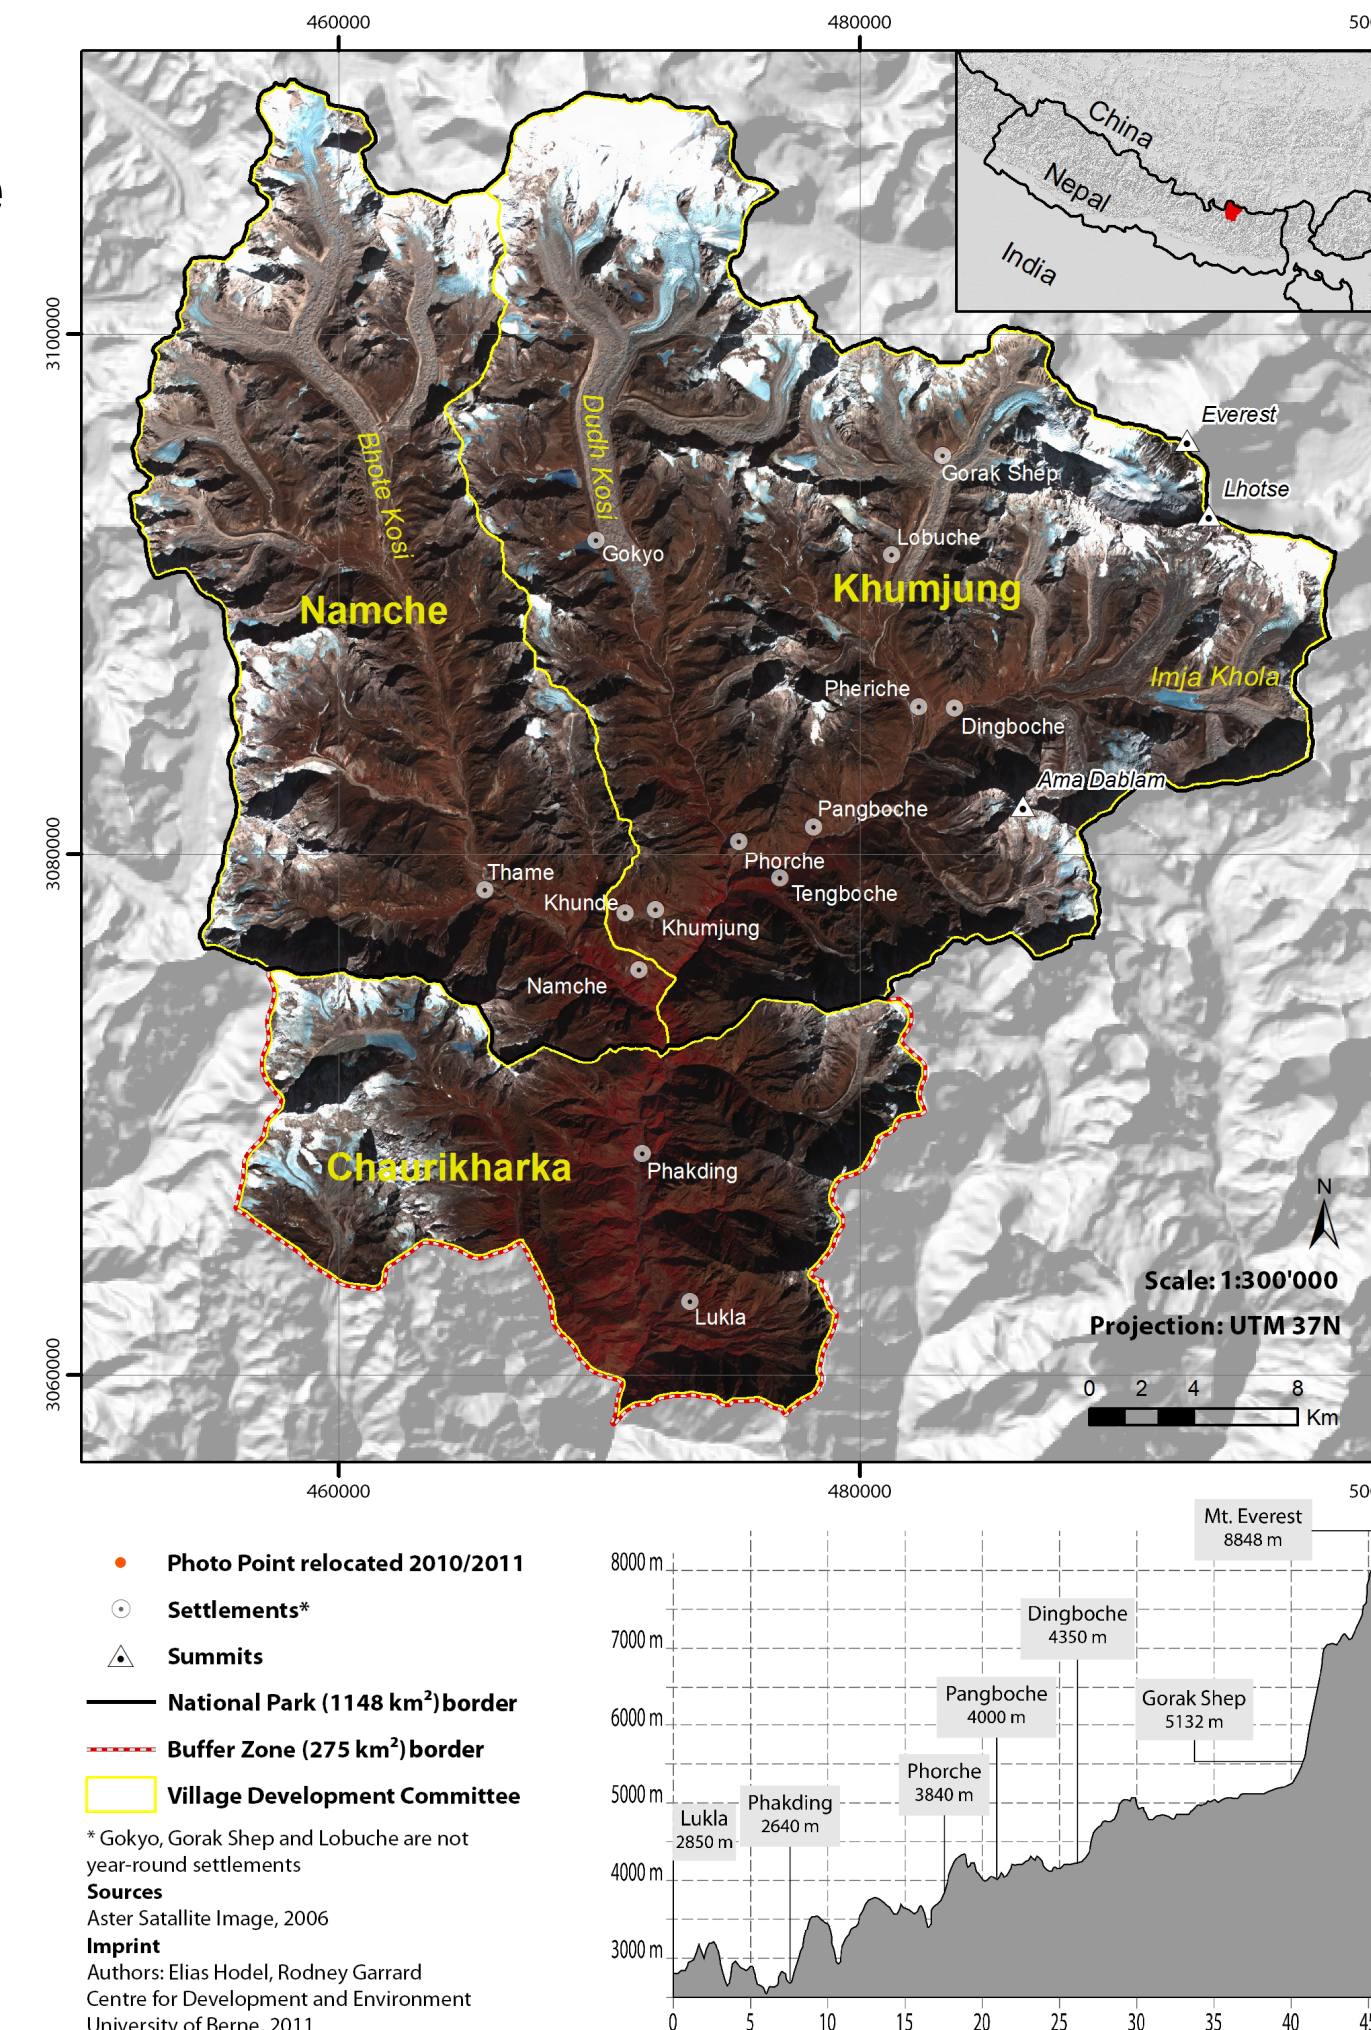 460000
480000
China
Nepal
India
3100000
Everest
Lhotse
Dudh Kosi
Bhote Kosi
Gorak Shep
Lobuche
Gokyo
Khumjung
Namche
Imja Khola
Pheriche
Dingboche
Ama Dablam
Pangboche
3080000
Phorche
Thame
Tengboche
Khunde
Khumjung
Namche
Chaurikharka
Phakding
N
Scale: 1:300'000
Lukla
Projection: UTM 37N
3060000
0 2 4 8
Km
460000
480000
Photo Point relocated 2010/2011
Settlements*
Summits
National Park (1148 km²) border
Buffer Zone (275 km²) border
Village Development Committee
* Gokyo, Gorak Shep and Lobuche are not
year-round settlements
Sources
Aster Satallite Image, 2006
Imprint
Authors: Elias Hodel, Rodney Garrard
Centre for Development and Environment
University of Berne, 2011
Mt. Everest
8848 m
8000 m
Dingboche
4350 m
7000 m
Pangboche
4000 m
Gorak Shep
5132 m
6000 m
Phorche
3840 m
5000 m
Phakding
2640 m
Lukla
2850 m
4000 m
3000 m
0 5 10 15 20 25 30 35 40